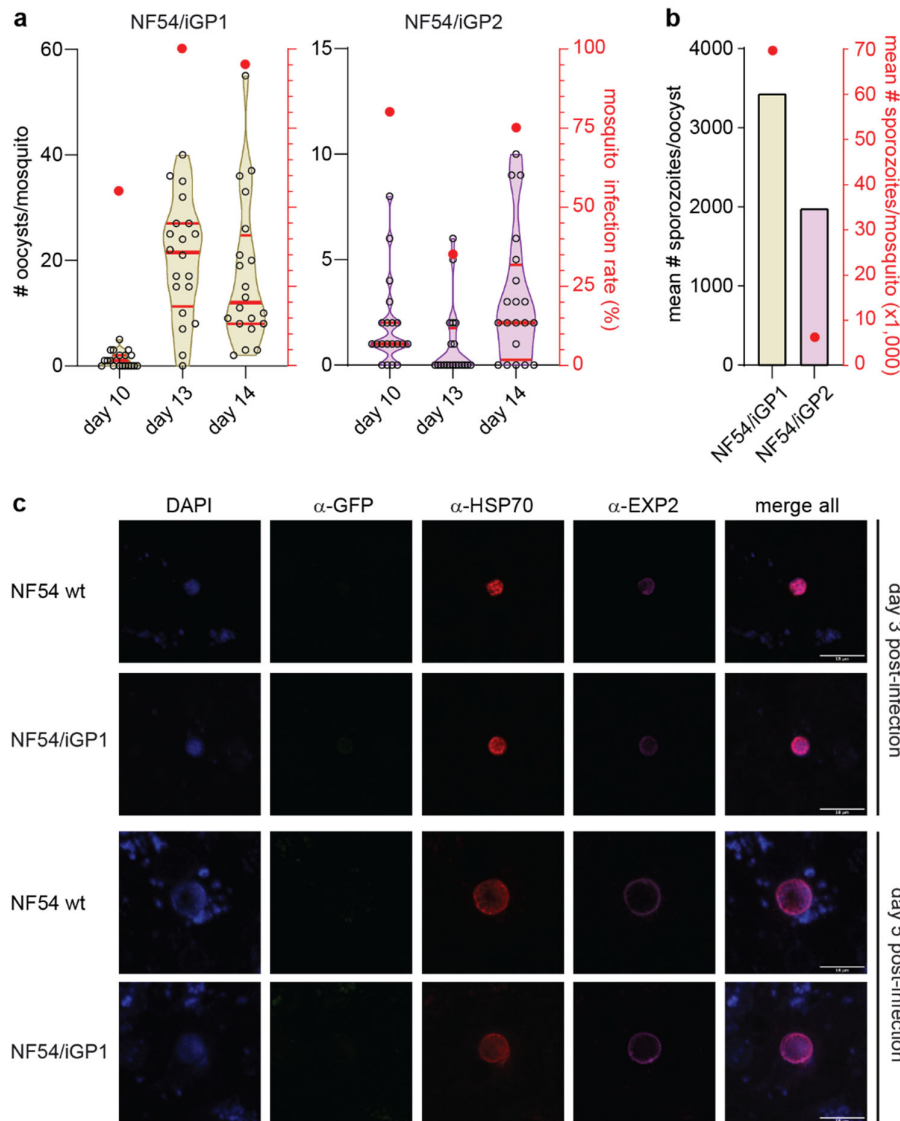 a
NF54/iGP1
NF54/iGP2
b
# oocysts/mosquito
60
40
20
0
day 10
day 13
day 14
15
10
5
0
day 10
day 13
day 14
100
75
50
25
0
mosquito infection rate (%)
mean # sporozoites/oocyst
4000
3000
2000
1000
0
NF54/iGP1
NF54/iGP2
70
60
50
40
30
20
10
0
mean # sporozoites/mosquito (x1,000)
c
DAPI
α-GFP
α-HSP70
α-EXP2
merge all
NF54 wt
NF54/iGP1
day 3 post-infection
NF54 wt
NF54/iGP1
day 5 post-infection